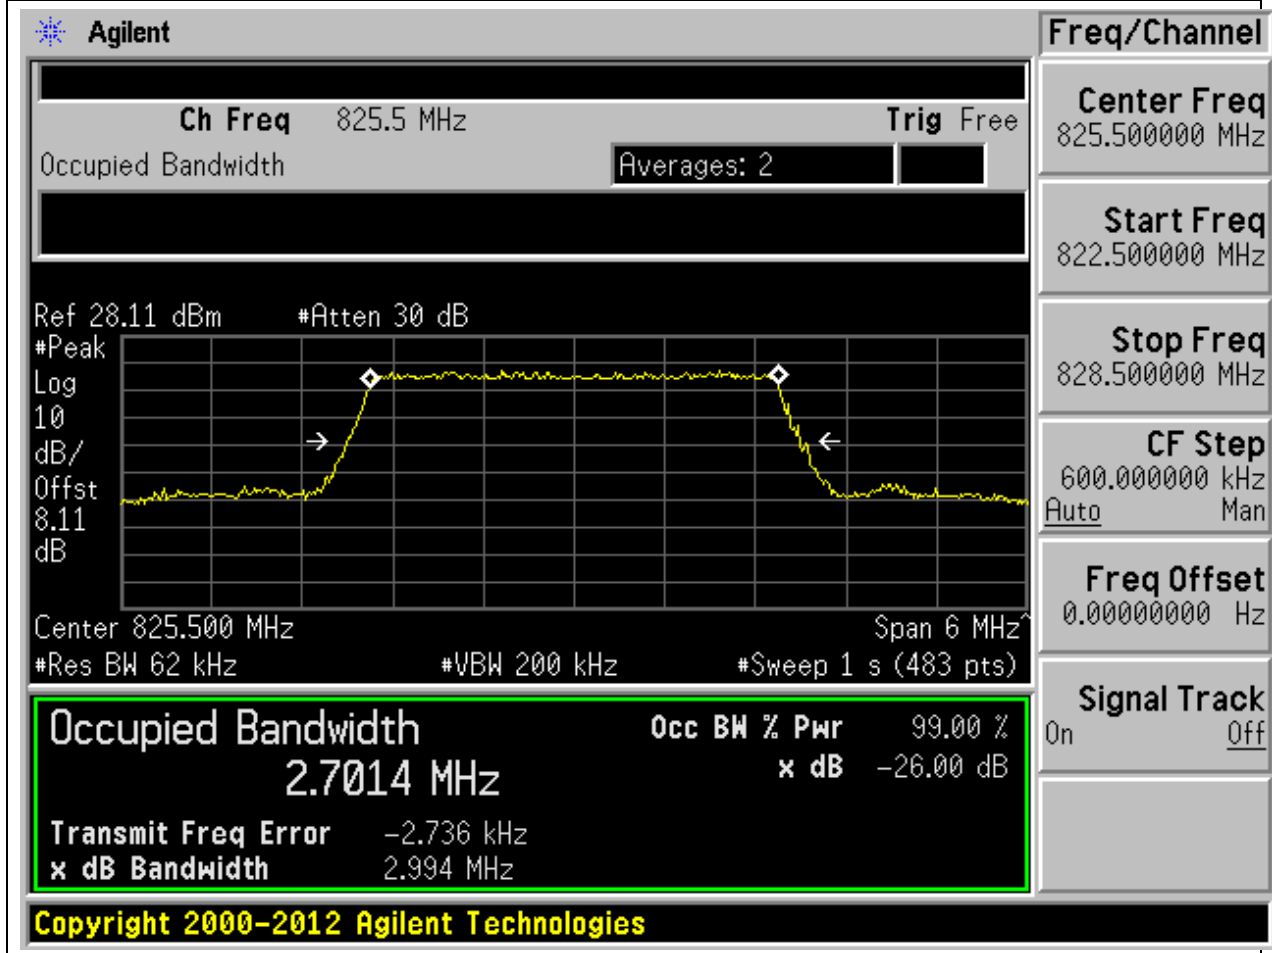 Agilent
Freq/Channel
Ch Freq 825.5 MHz Trig Free
Occupied Bandwidth Averages: 2
Center Freq
825.500000 MHz
Start Freq
822.500000 MHz
Stop Freq
828.500000 MHz
CF Step
600.000000 kHz
Auto Man
Freq Offset
0.00000000 Hz
Signal Track
On Off
Ref 28.11 dBm #Atten 30 dB
#Peak
Log
10
dB/
Offst
8.11
dB
Center 825.500 MHz Span 6 MHz^
#Res BW 62 kHz #VBW 200 kHz #Sweep 1 s (483 pts)
Occupied Bandwidth Occ BW % Pwr 99.00 %
2.7014 MHz x dB -26.00 dB
Transmit Freq Error -2.736 kHz
x dB Bandwidth 2.994 MHz
Copyright 2000-2012 Agilent Technologies